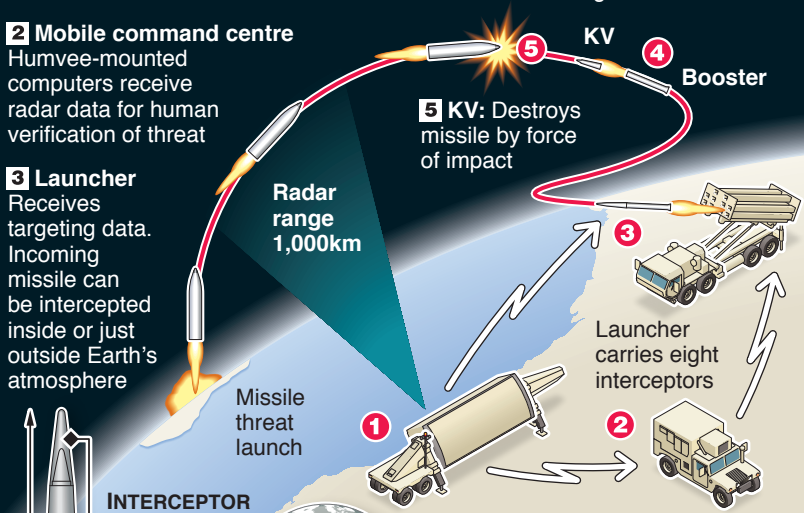 2 Mobile command centre
Humvee-mounted
computers receive
radar data for human
verification of threat
3 Launcher
Receives
targeting data.
Incoming
missile can
be intercepted
inside or just
outside Earth's
atmosphere
Radar
range
1,000km
5
KV
4
Booster
5 KV: Destroys
missile by force
of impact
3
Launcher
carries eight
interceptors
Missile
threat
launch
1
2
INTERCEPTOR